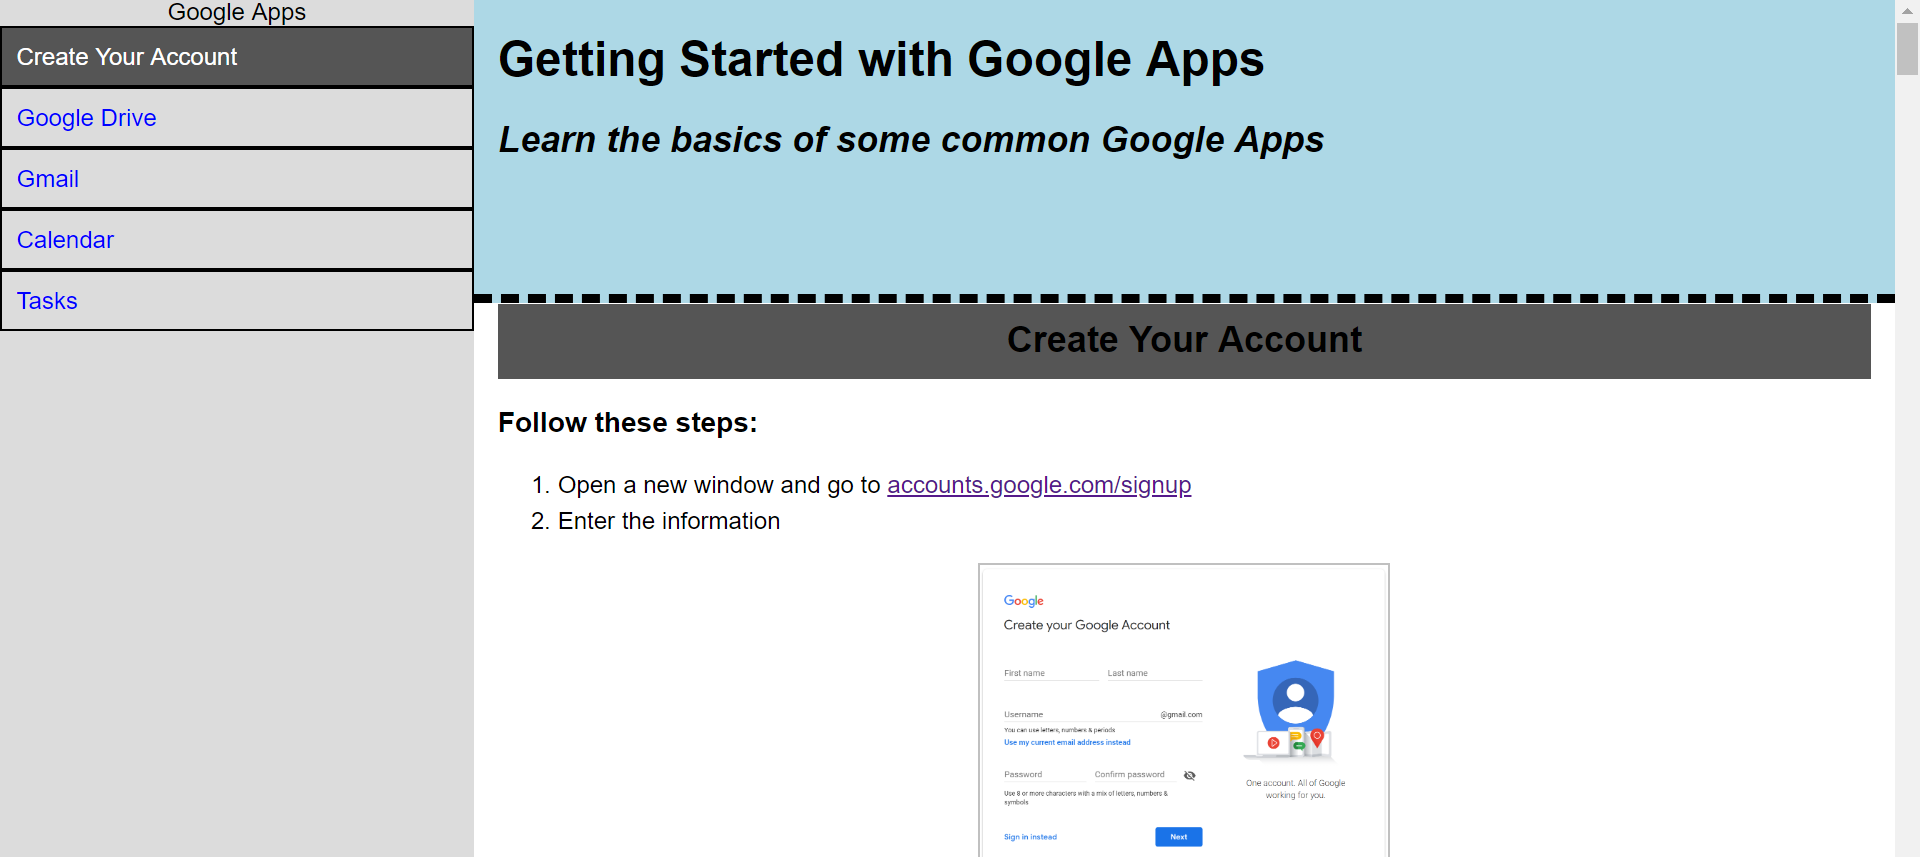 Google Apps
Create Your Account
Google Drive
Gmail
Calendar
Tasks
Getting Started with Google Apps
Learn the basics of some common Google Apps
Create Your Account
Follow these steps:
1. Open a new window and go to accounts.google.com/signup
2. Enter the information
Google
Create your Google Account
First name Last name
Username @gmail.com
You can use letters, numbers & periods
Use my current email address instead
Password Confirm password
Use 8 or more characters with a mix of letters, numbers &
symbols
Sign in instead Next
One account. All of Google
working for you.